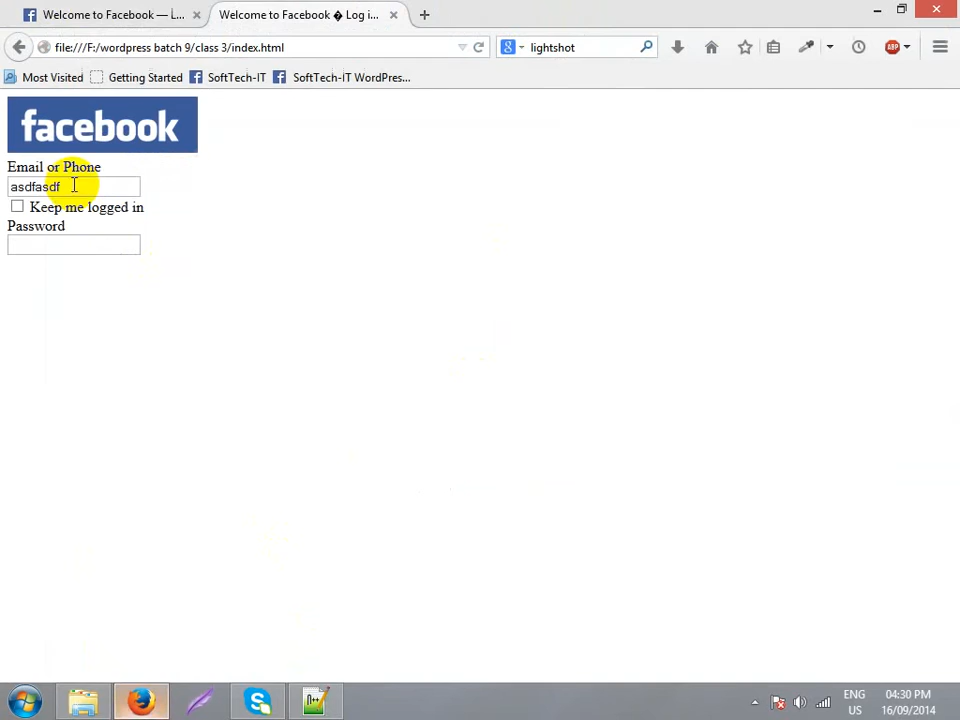 Welcome to Facebook — L...
Welcome to Facebook � Log i...
file:///F:/wordpress batch 9/class 3/index.html
lightshot
ABP
Most Visited
Getting Started
SoftTech-IT
SoftTech-IT WordPres...
facebook
Email or Phone
asdfasdf
Keep me logged in
Password
ENG
US
04:30 PM
16/09/2014